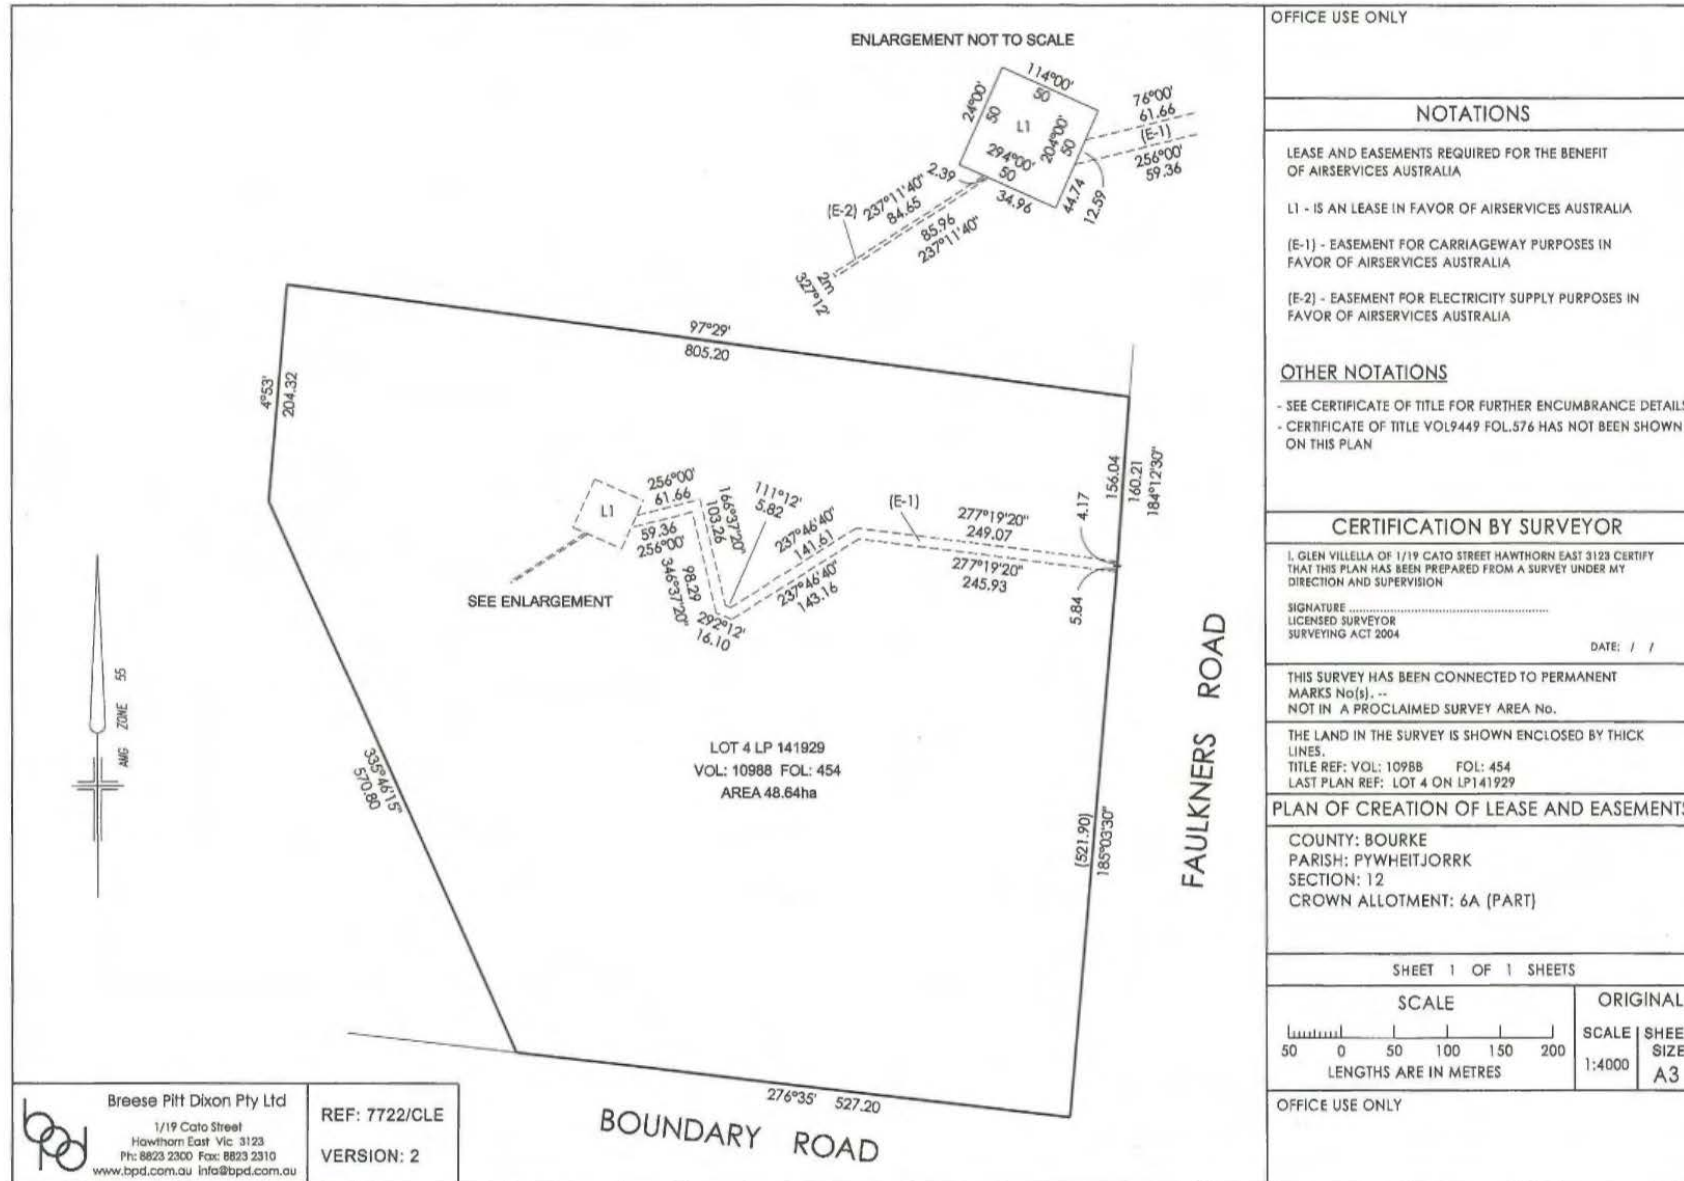 ENLARGEMENT NOT TO SCALE
114°00'
50
24°00'
50
L1
204°00'
50
294°00'
50
76°00'
61.66
(E-1)
256°00'
59.36
2.39
34.96
44.74
12.59
(E-2)
237°11'40"
84.65
85.96
237°11'40"
2m
327°12'
97°29'
805.20
4°53'
204.32
156.04
160.21
184°12'30"
4.17
5.84
L1
256°00'
61.66
59.36
256°00'
166°37'20"
103.26
111°12'
5.82
98.29
346°37'20"
292°12'
16.10
237°46'40"
141.61
237°46'40"
143.16
(E-1)
277°19'20"
249.07
277°19'20"
245.93
SEE ENLARGEMENT
AMG ZONE 55
335°46'15"
570.80
LOT 4 LP 141929
VOL: 10988 FOL: 454
AREA 48.64ha
(521.90)
185°03'30"
FAULKNERS ROAD
276°35' 527.20
BOUNDARY ROAD
bpd
Breese Pitt Dixon Pty Ltd
1/19 Cato Street
Hawthorn East Vic 3123
Ph: 8823 2300 Fax: 8823 2310
www.bpd.com.au info@bpd.com.au
REF: 7722/CLE
VERSION: 2
OFFICE USE ONLY
NOTATIONS
LEASE AND EASEMENTS REQUIRED FOR THE BENEFIT
OF AIRSERVICES AUSTRALIA
L1 - IS AN LEASE IN FAVOR OF AIRSERVICES AUSTRALIA
(E-1) - EASEMENT FOR CARRIAGEWAY PURPOSES IN
FAVOR OF AIRSERVICES AUSTRALIA
(E-2) - EASEMENT FOR ELECTRICITY SUPPLY PURPOSES IN
FAVOR OF AIRSERVICES AUSTRALIA
OTHER NOTATIONS
- SEE CERTIFICATE OF TITLE FOR FURTHER ENCUMBRANCE DETAILS
- CERTIFICATE OF TITLE VOL9449 FOL.576 HAS NOT BEEN SHOWN
ON THIS PLAN
CERTIFICATION BY SURVEYOR
I, GLEN VILLELLA OF 1/19 CATO STREET HAWTHORN EAST 3123 CERTIFY
THAT THIS PLAN HAS BEEN PREPARED FROM A SURVEY UNDER MY
DIRECTION AND SUPERVISION
SIGNATURE ..................................................
LICENSED SURVEYOR
SURVEYING ACT 2004
DATE: / /
THIS SURVEY HAS BEEN CONNECTED TO PERMANENT
MARKS No(s). --
NOT IN A PROCLAIMED SURVEY AREA No.
THE LAND IN THE SURVEY IS SHOWN ENCLOSED BY THICK
LINES.
TITLE REF: VOL: 10988 FOL: 454
LAST PLAN REF: LOT 4 ON LP141929
PLAN OF CREATION OF LEASE AND EASEMENTS
COUNTY: BOURKE
PARISH: PYWHEITJORRK
SECTION: 12
CROWN ALLOTMENT: 6A (PART)
SHEET 1 OF 1 SHEETS
SCALE
50 0 50 100 150 200
LENGTHS ARE IN METRES
ORIGINAL
SCALE
1:4000
SHEE
SIZE
A3
OFFICE USE ONLY